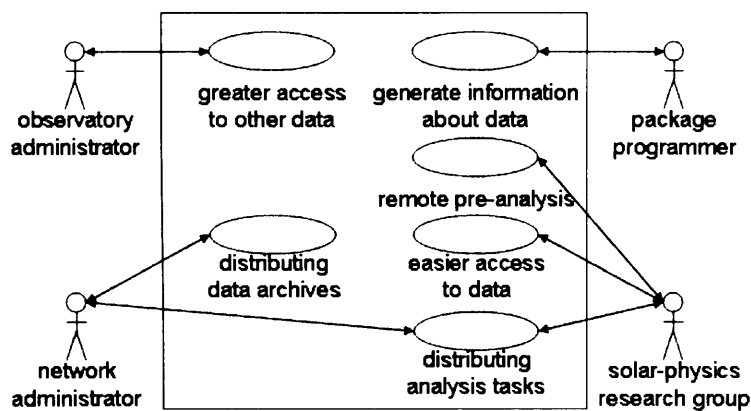 observatory
administrator
greater access
to other data
generate information
about data
package
programmer
remote pre-analysis
distributing
data archives
easier access
to data
network
administrator
distributing
analysis tasks
solar-physics
research group